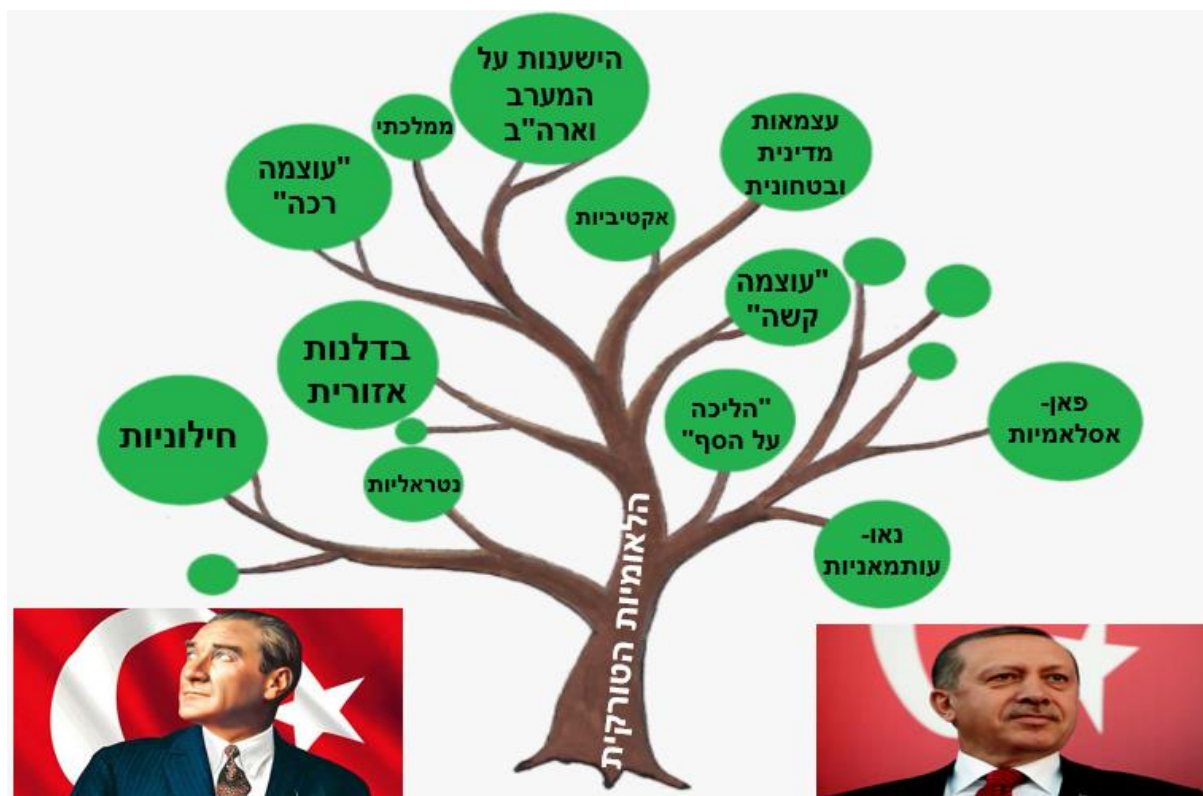 הישענות על
המערב
וארה"ב
ממלכתי
"עוצמה
רכה"
עצמאות
מדינית
ובטחונית
אקטיביות
"עוצמה
קשה"
בדלנות
אזורית
"הליכה
על הסף"
פאן-
אסלאמיות
חילוניות
נטראליות
נאו-
עותמאניות
הלאומיות הטורקית